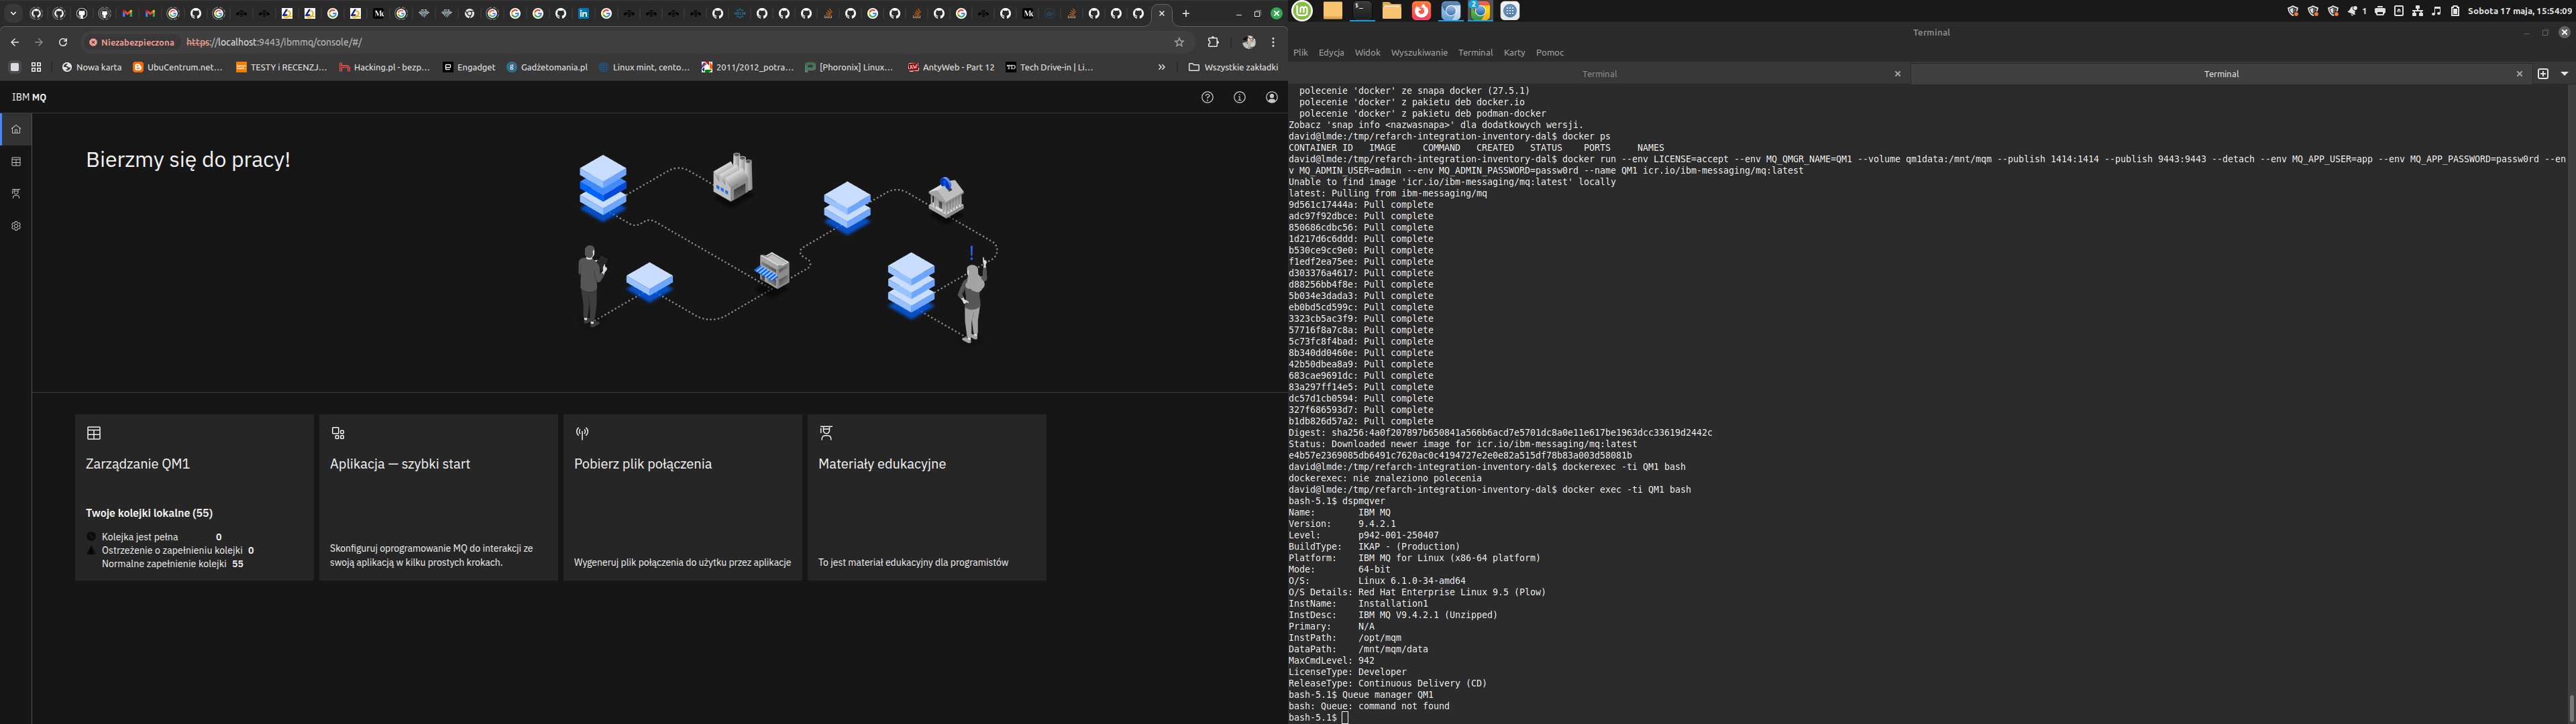 Niezabezpieczona https://localhost:9443/ibmmq/console/#/
Nowa karta UbuCentrum.net... TESTY i RECENZJ... Hacking.pl - bezp... Engadget Gadżetomania.pl Linux mint, cento... 2011/2012_potra... [Phoronix] Linux... AntyWeb - Part 12 Tech Drive-in | Li... » Wszystkie zakładki
IBM MQ
Bierzmy się do pracy!
Zarządzanie QM1
Twoje kolejki lokalne (55)
Kolejka jest pełna 0
Ostrzeżenie o zapełnieniu kolejki 0
Normalne zapełnienie kolejki 55
Aplikacja — szybki start
Skonfiguruj oprogramowanie MQ do interakcji ze
swoją aplikacją w kilku prostych krokach.
Pobierz plik połączenia
Wygeneruj plik połączenia do użytku przez aplikacje
Materiały edukacyjne
To jest materiał edukacyjny dla programistów
1 Sobota 17 maja, 15:54:09
Terminal
Plik Edycja Widok Wyszukiwanie Terminal Karty Pomoc
Terminal Terminal
polecenie 'docker' ze snapa docker (27.5.1)
polecenie 'docker' z pakietu deb docker.io
polecenie 'docker' z pakietu deb podman-docker
Zobacz 'snap info <nazwasnapa>' dla dodatkowych wersji.
david@lmde:/tmp/refarch-integration-inventory-dal$ docker ps
CONTAINER ID IMAGE COMMAND CREATED STATUS PORTS NAMES
david@lmde:/tmp/refarch-integration-inventory-dal$ docker run --env LICENSE=accept --env MQ_QMGR_NAME=QM1 --volume qm1data:/mnt/mqm --publish 1414:1414 --publish 9443:9443 --detach --env MQ_APP_USER=app --env MQ_APP_PASSWORD=passw0rd --en
v MQ_ADMIN_USER=admin --env MQ_ADMIN_PASSWORD=passw0rd --name QM1 icr.io/ibm-messaging/mq:latest
Unable to find image 'icr.io/ibm-messaging/mq:latest' locally
latest: Pulling from ibm-messaging/mq
9d561c17444a: Pull complete
adc97f92dbce: Pull complete
850686cdbc56: Pull complete
1d217d6c6ddd: Pull complete
b530ce9cc9e0: Pull complete
f1edf2ea75ee: Pull complete
d303376a4617: Pull complete
d88256bb4f8e: Pull complete
5b034e3dada3: Pull complete
eb0bd5cd599c: Pull complete
3323cb5ac3f9: Pull complete
57716f8a7c8a: Pull complete
5c73fc8f4bad: Pull complete
8b340dd0460e: Pull complete
42b50dbea8a9: Pull complete
683cae9691dc: Pull complete
83a297ff14e5: Pull complete
dc57d1cb0594: Pull complete
327f686593d7: Pull complete
b1db826d57a2: Pull complete
Digest: sha256:4a0f207897b650841a566b6acd7e5701dc8a0e11e617be1963dcc33619d2442c
Status: Downloaded newer image for icr.io/ibm-messaging/mq:latest
e4b57e2369085db6491c7620ac0c4194727e2e0e82a515df78b83a003d58081b
david@lmde:/tmp/refarch-integration-inventory-dal$ dockerexec -ti QM1 bash
dockerexec: nie znaleziono polecenia
david@lmde:/tmp/refarch-integration-inventory-dal$ docker exec -ti QM1 bash
bash-5.1$ dspmqver
Name: IBM MQ
Version: 9.4.2.1
Level: p942-001-250407
BuildType: IKAP - (Production)
Platform: IBM MQ for Linux (x86-64 platform)
Mode: 64-bit
O/S: Linux 6.1.0-34-amd64
O/S Details: Red Hat Enterprise Linux 9.5 (Plow)
InstName: Installation1
InstDesc: IBM MQ V9.4.2.1 (Unzipped)
Primary: N/A
InstPath: /opt/mqm
DataPath: /mnt/mqm/data
MaxCmdLevel: 942
LicenseType: Developer
ReleaseType: Continuous Delivery (CD)
bash-5.1$ Queue manager QM1
bash: Queue: command not found
bash-5.1$